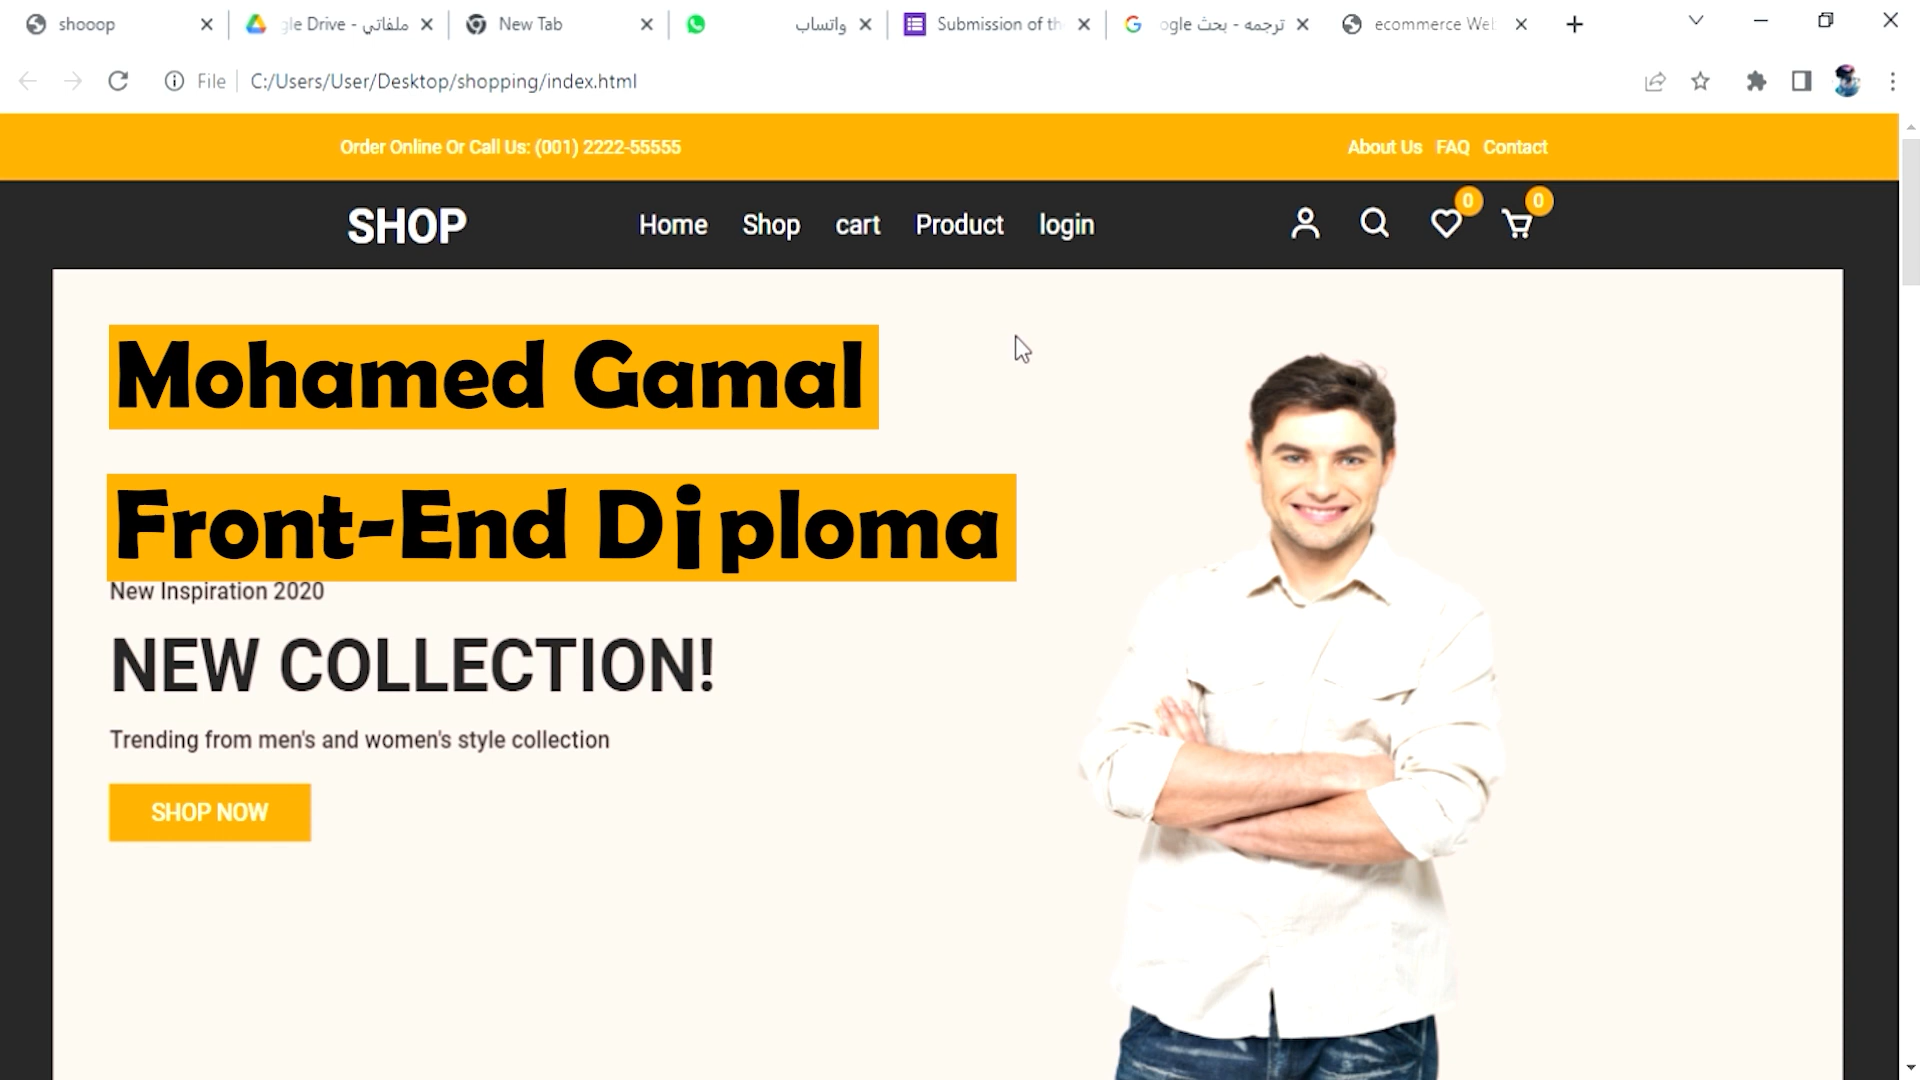 shooop
gle Drive - ملفاتي
New Tab
واتساب
Submission of th
ogle ترجمه - بحث
ecommerce Web
File
C:/Users/User/Desktop/shopping/index.html
Order Online Or Call Us: (001) 2222-55555
About Us FAQ Contact
SHOP
Home Shop cart Product login
0 0
Mohamed Gamal
Front-End Diploma
New Inspiration 2020
NEW COLLECTION!
Trending from men's and women's style collection
SHOP NOW